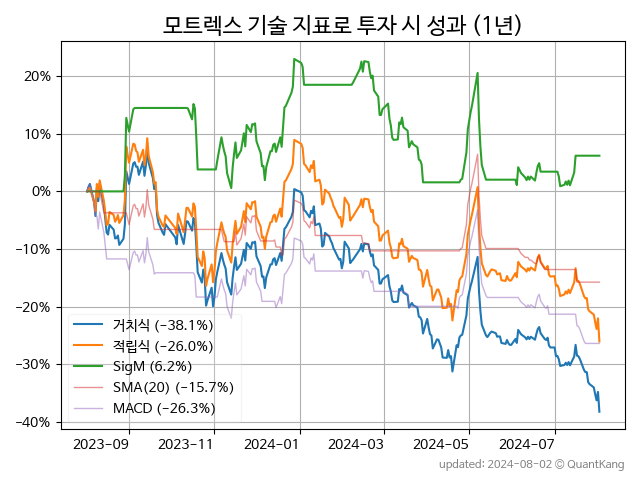 모트렉스 기술 지표로 투자 시 성과 (1년)
20%
10%
0%
−10%
−20%
−30%
−40%
거치식 (−38.1%)
적립식 (−26.0%)
SigM (6.2%)
SMA(20) (−15.7%)
MACD (−26.3%)
2023−09
2023−11
2024−01
2024−03
2024−05
2024−07
updated: 2024-08-02 © QuantKang